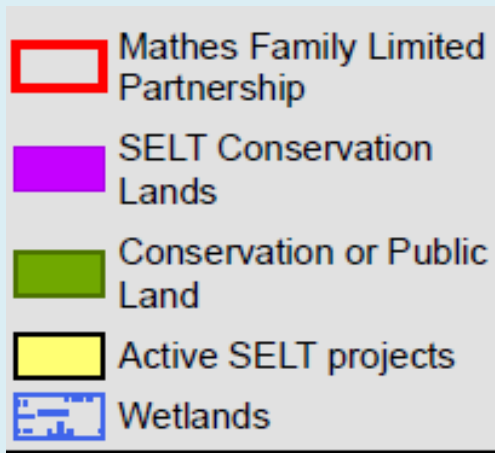 Mathes Family Limited
Partnership
SELT Conservation
Lands
Conservation or Public
Land
Active SELT projects
Wetlands